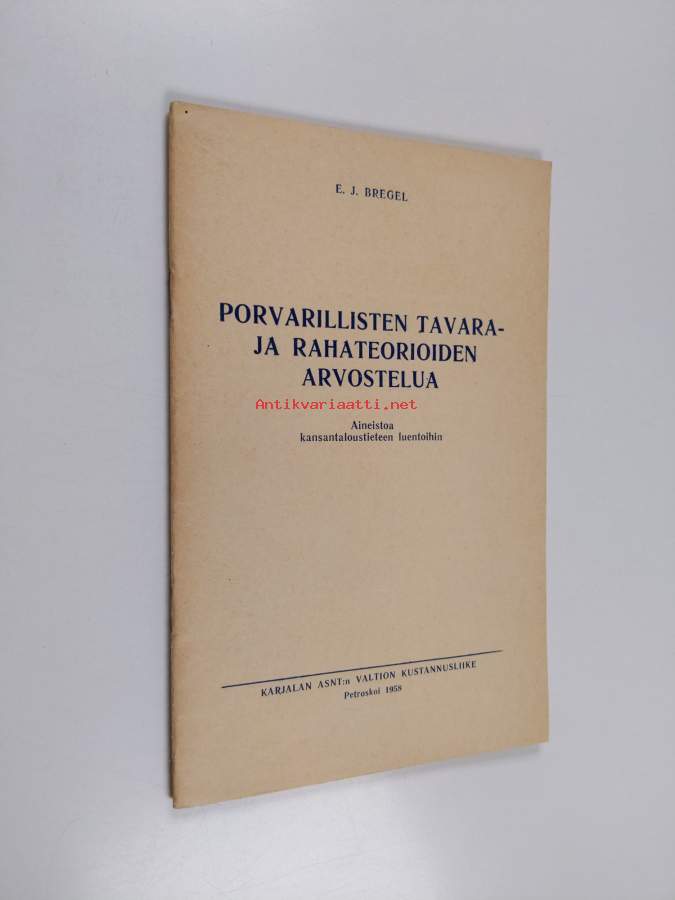 E. J. BREGEL
PORVARILLISTEN TAVARA-
JA RAHATEORIOIDEN
ARVOSTELUA
Antikvariaatti.net
Aineistoa
kansantaloustieteen luentoihin
KARJALAN ASNT:n VALTION KUSTANNUSLIIKE
Petroskoi 1958